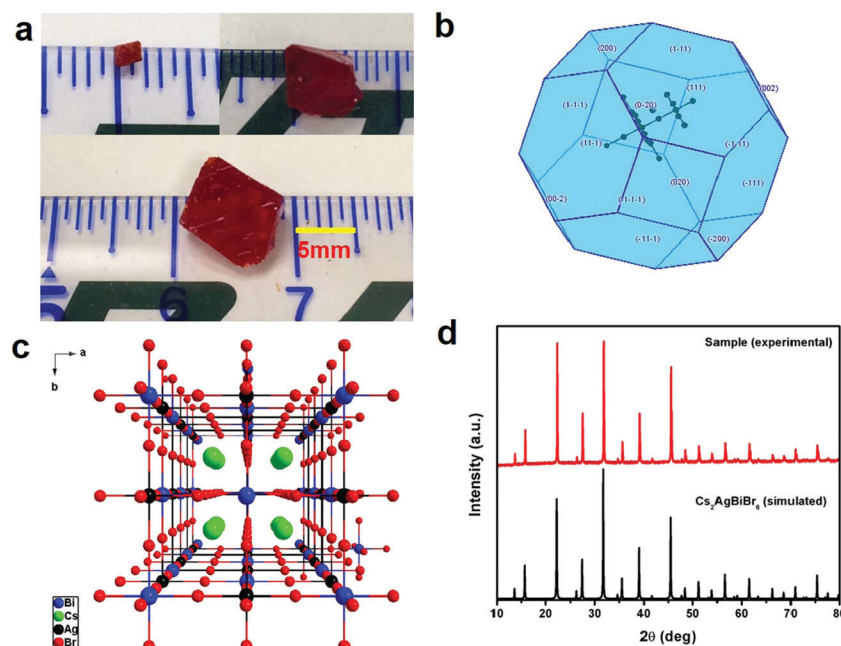 a
5mm
5
6
7
b
(200)
(1-11)
(111)
(002)
(0-20)
(1-1-1)
(11-1)
(-1-11)
(020)
(-111)
(00-2)
(-1-1-1)
(-11-1)
(-200)
c
a
b
Bi
Cs
Ag
Br
d
Sample (experimental)
Cs₂AgBiBr₆ (simulated)
Intensity (a.u.)
10 20 30 40 50 60 70 80
2θ (deg)